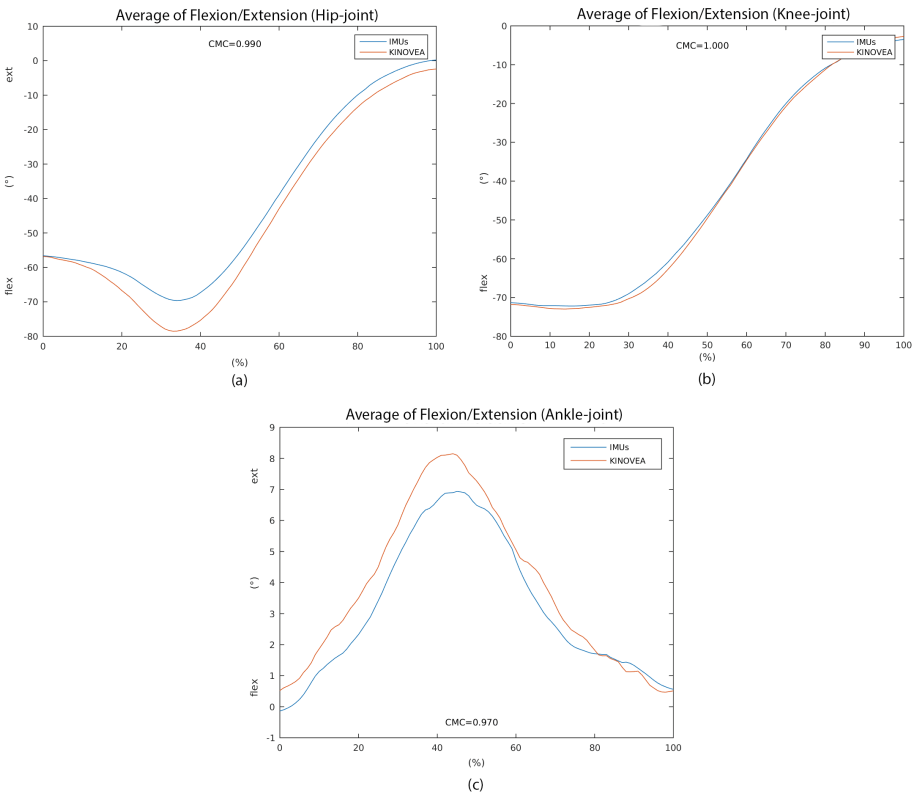 Average of Flexion/Extension (Hip-joint)
CMC=0.990
IMUs
KINOVEA
10
0
-10
-20
-30
-40
-50
-60
-70
-80
ext
(°)
flex
0 20 40 60 80 100
(%)
(a)
Average of Flexion/Extension (Knee-joint)
CMC=1.000
IMUs
KINOVEA
0
-10
-20
-30
-40
-50
-60
-70
-80
(°)
flex
0 10 20 30 40 50 60 70 80 90 100
(%)
(b)
Average of Flexion/Extension (Ankle-joint)
IMUs
KINOVEA
9
8
7
6
5
4
3
2
1
0
-1
ext
(°)
flex
CMC=0.970
0 20 40 60 80 100
(%)
(c)